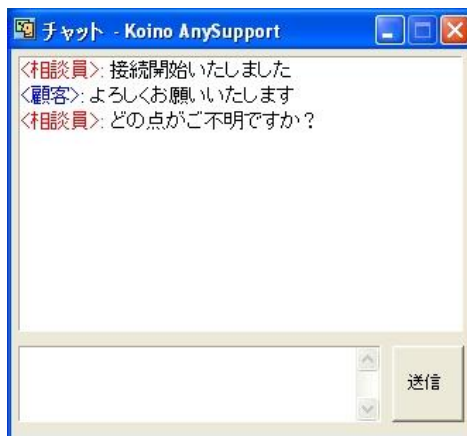 チャット - Koino AnySupport
<相談員>: 接続開始いたしました
<顧客>: よろしくお願いいたします
<相談員>: どの点がご不明ですか？
送信